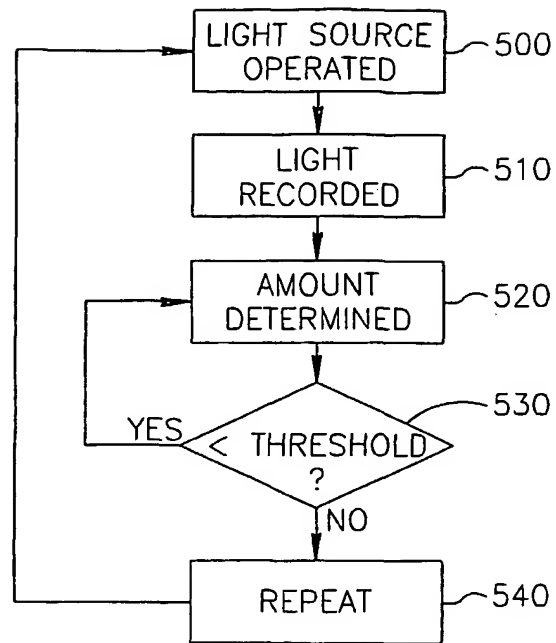 LIGHT SOURCE
OPERATED
500
LIGHT
RECORDED
510
AMOUNT
DETERMINED
520
530
YES
< THRESHOLD
?
NO
REPEAT
540